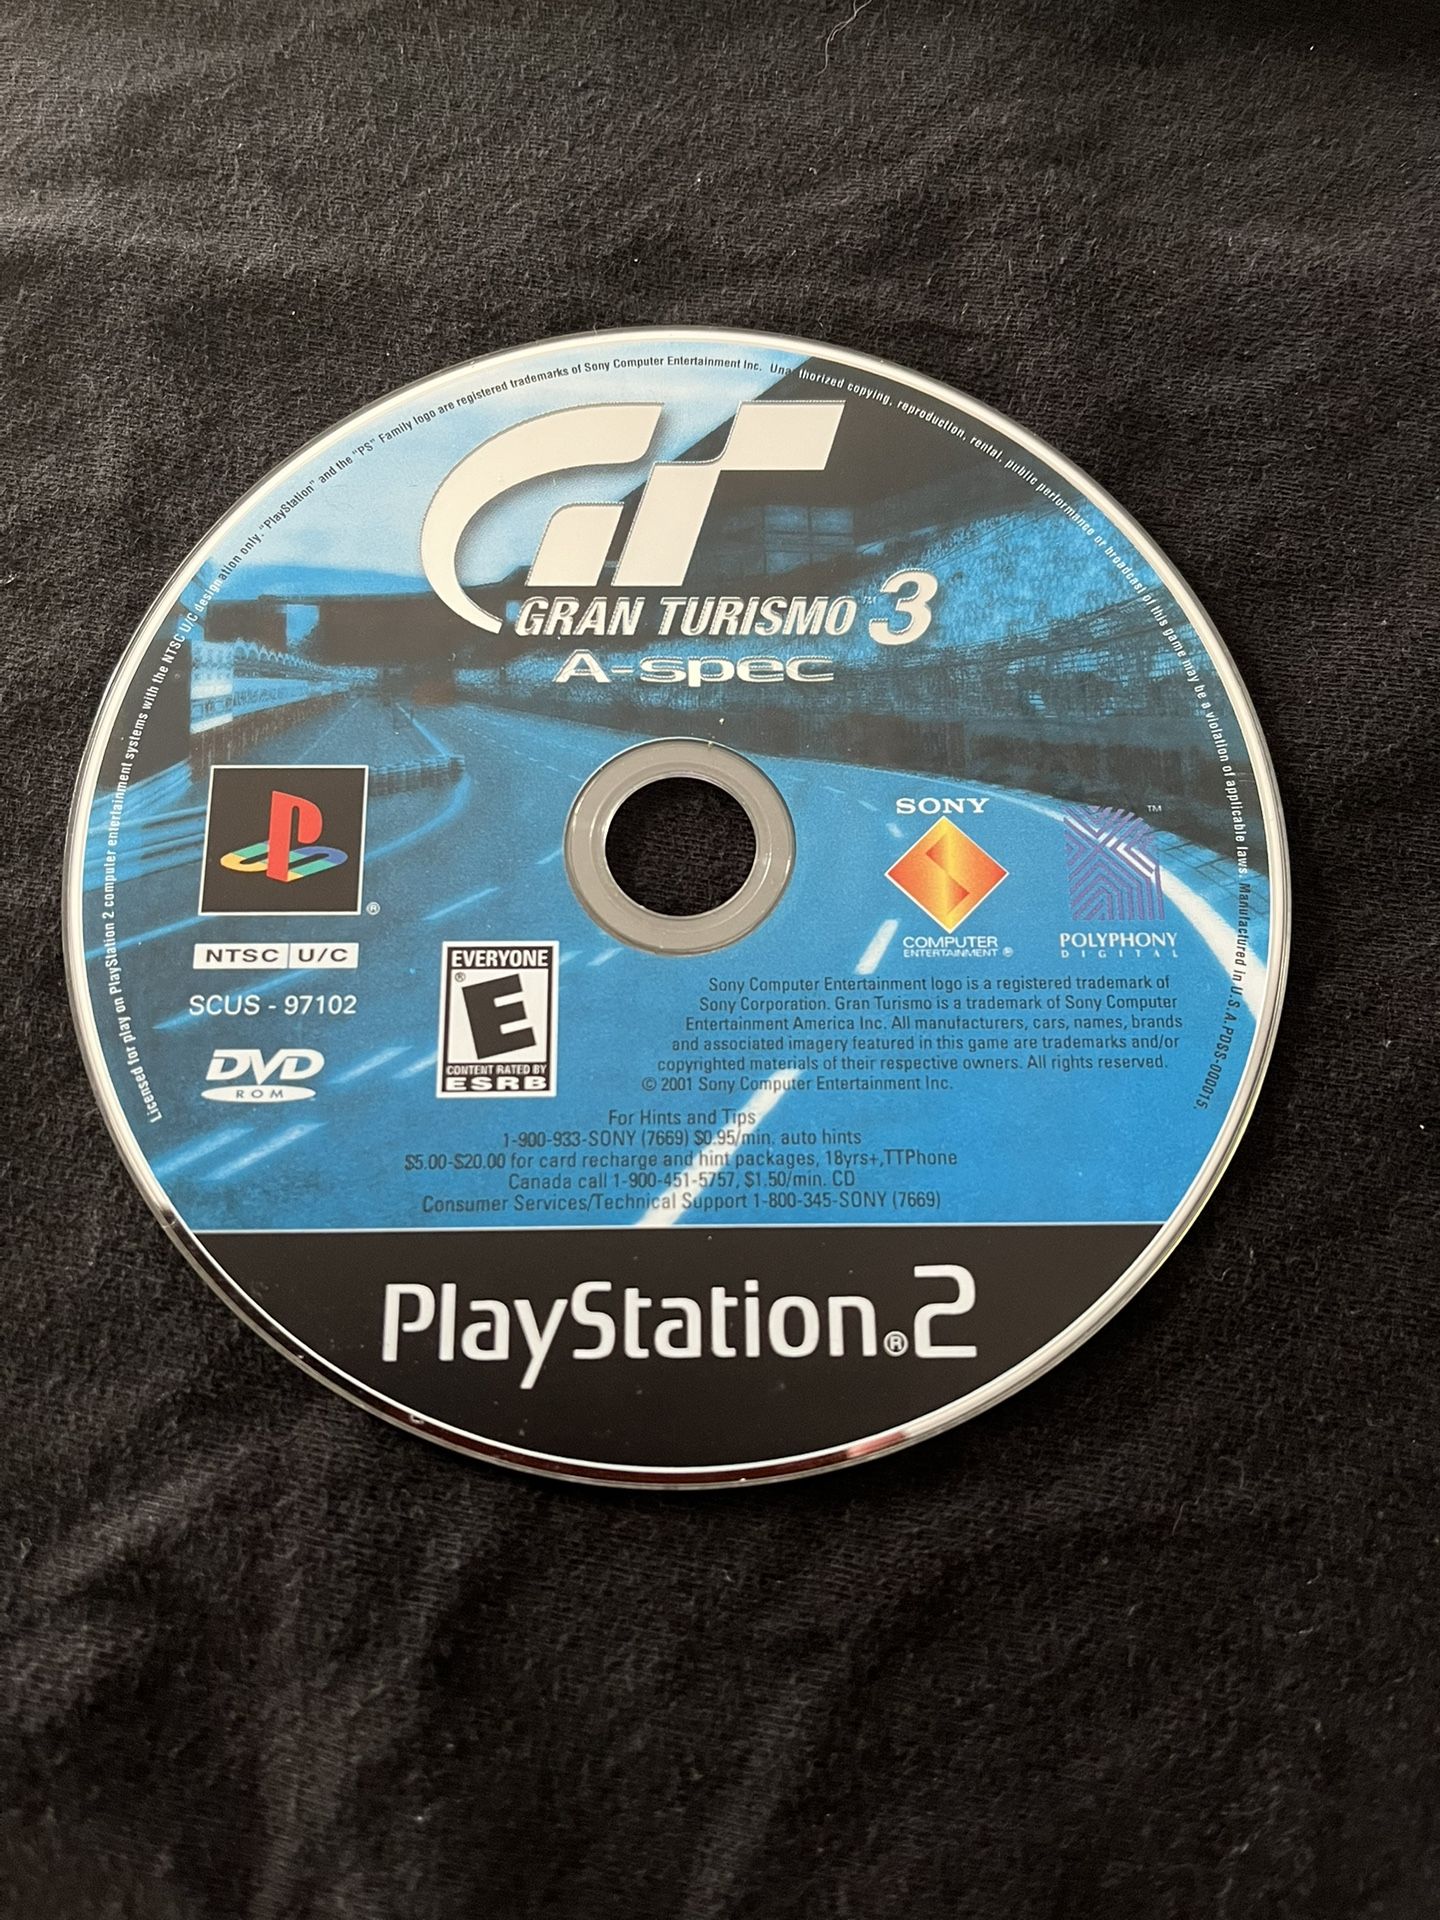 Licensed for play on PlayStation 2 computer entertainment systems with the NTSC U/C designation only. "PlayStation" and the "PS" Family logo are registered trademarks of Sony Computer Entertainment Inc. Una thorized copying, reproduction, rental, public performance or broadcast of this game may be a violation of applicable laws. Manufactured in U.S.A. PDSS-000015.
GT
GRAN TURISMO™ 3
A-spec
®
NTSC U/C
SCUS - 97102
DVD
ROM
EVERYONE
® E
CONTENT RATED BY
ESRB
SONY
COMPUTER
ENTERTAINMENT ®
TM
POLYPHONY
DIGITAL
Sony Computer Entertainment logo is a registered trademark of
Sony Corporation. Gran Turismo is a trademark of Sony Computer
Entertainment America Inc. All manufacturers, cars, names, brands
and associated imagery featured in this game are trademarks and/or
copyrighted materials of their respective owners. All rights reserved.
© 2001 Sony Computer Entertainment Inc.
For Hints and Tips
1-900-933-SONY (7669) $0.95/min. auto hints
$5.00-$20.00 for card recharge and hint packages, 18yrs+,TTPhone
Canada call 1-900-451-5757, $1.50/min. CD
Consumer Services/Technical Support 1-800-345-SONY (7669)
PlayStation®2